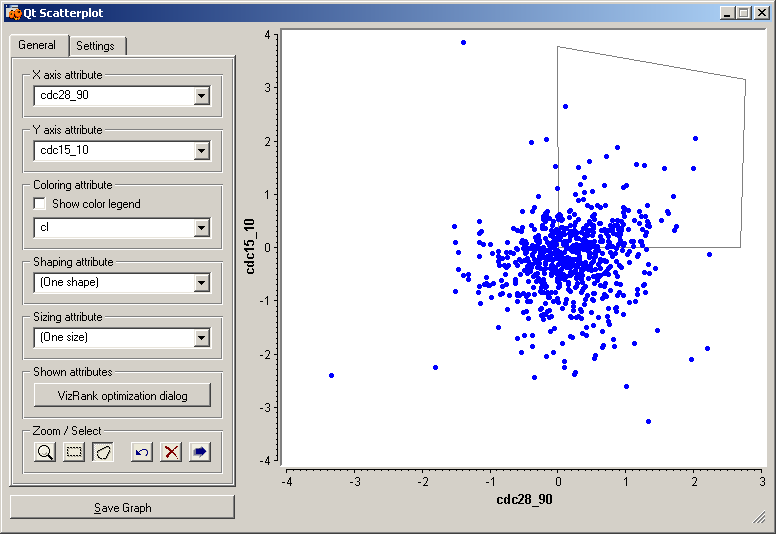 Qt Scatterplot
General
Settings
X axis attribute
cdc28_90
Y axis attribute
cdc15_10
Coloring attribute
Show color legend
cl
Shaping attribute
(One shape)
Sizing attribute
(One size)
Shown attributes
VizRank optimization dialog
Zoom / Select
Save Graph
cdc15_10
4
3
2
1
0
-1
-2
-3
-4
-4
-3
-2
-1
0
1
2
3
cdc28_90